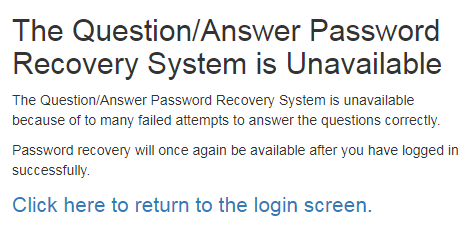 The Question/Answer Password
Recovery System is Unavailable
The Question/Answer Password Recovery System is unavailable
because of to many failed attempts to answer the questions correctly.
Password recovery will once again be available after you have logged in
successfully.
Click here to return to the login screen.